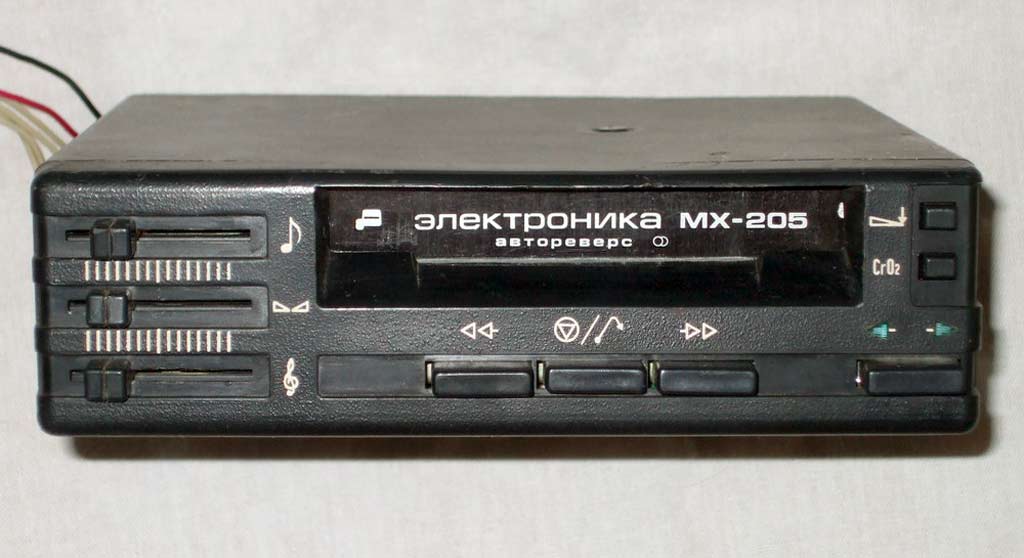 электроника МХ-205
автореверс
CrO₂